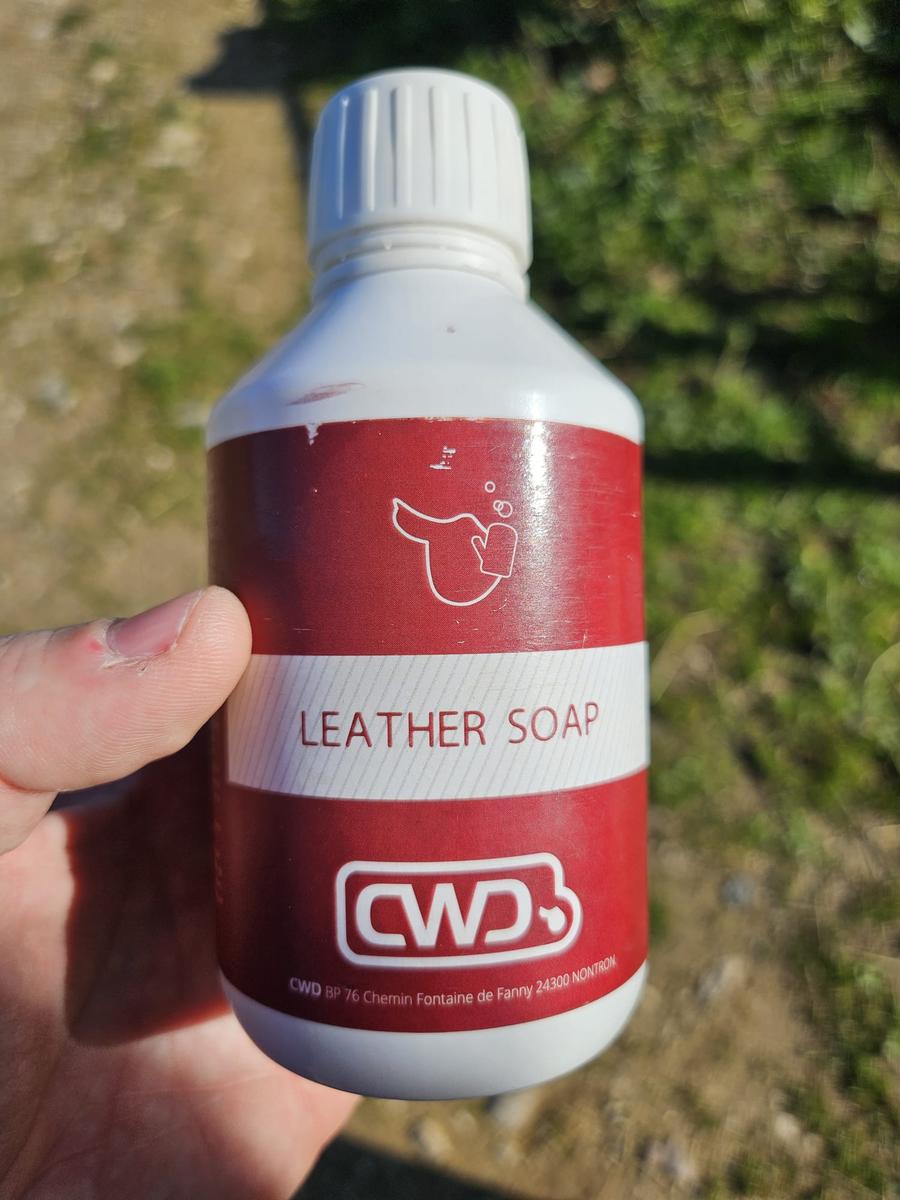 LEATHER SOAP
CWD
CWD BP 76 Chemin Fontaine de Fanny 24300 NONTRON